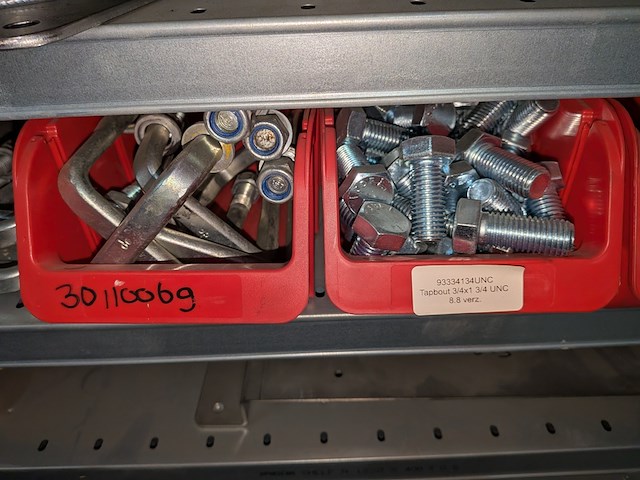 30110069
93334134UNC
Tapbout 3/4x1 3/4 UNC
8.8 verz.